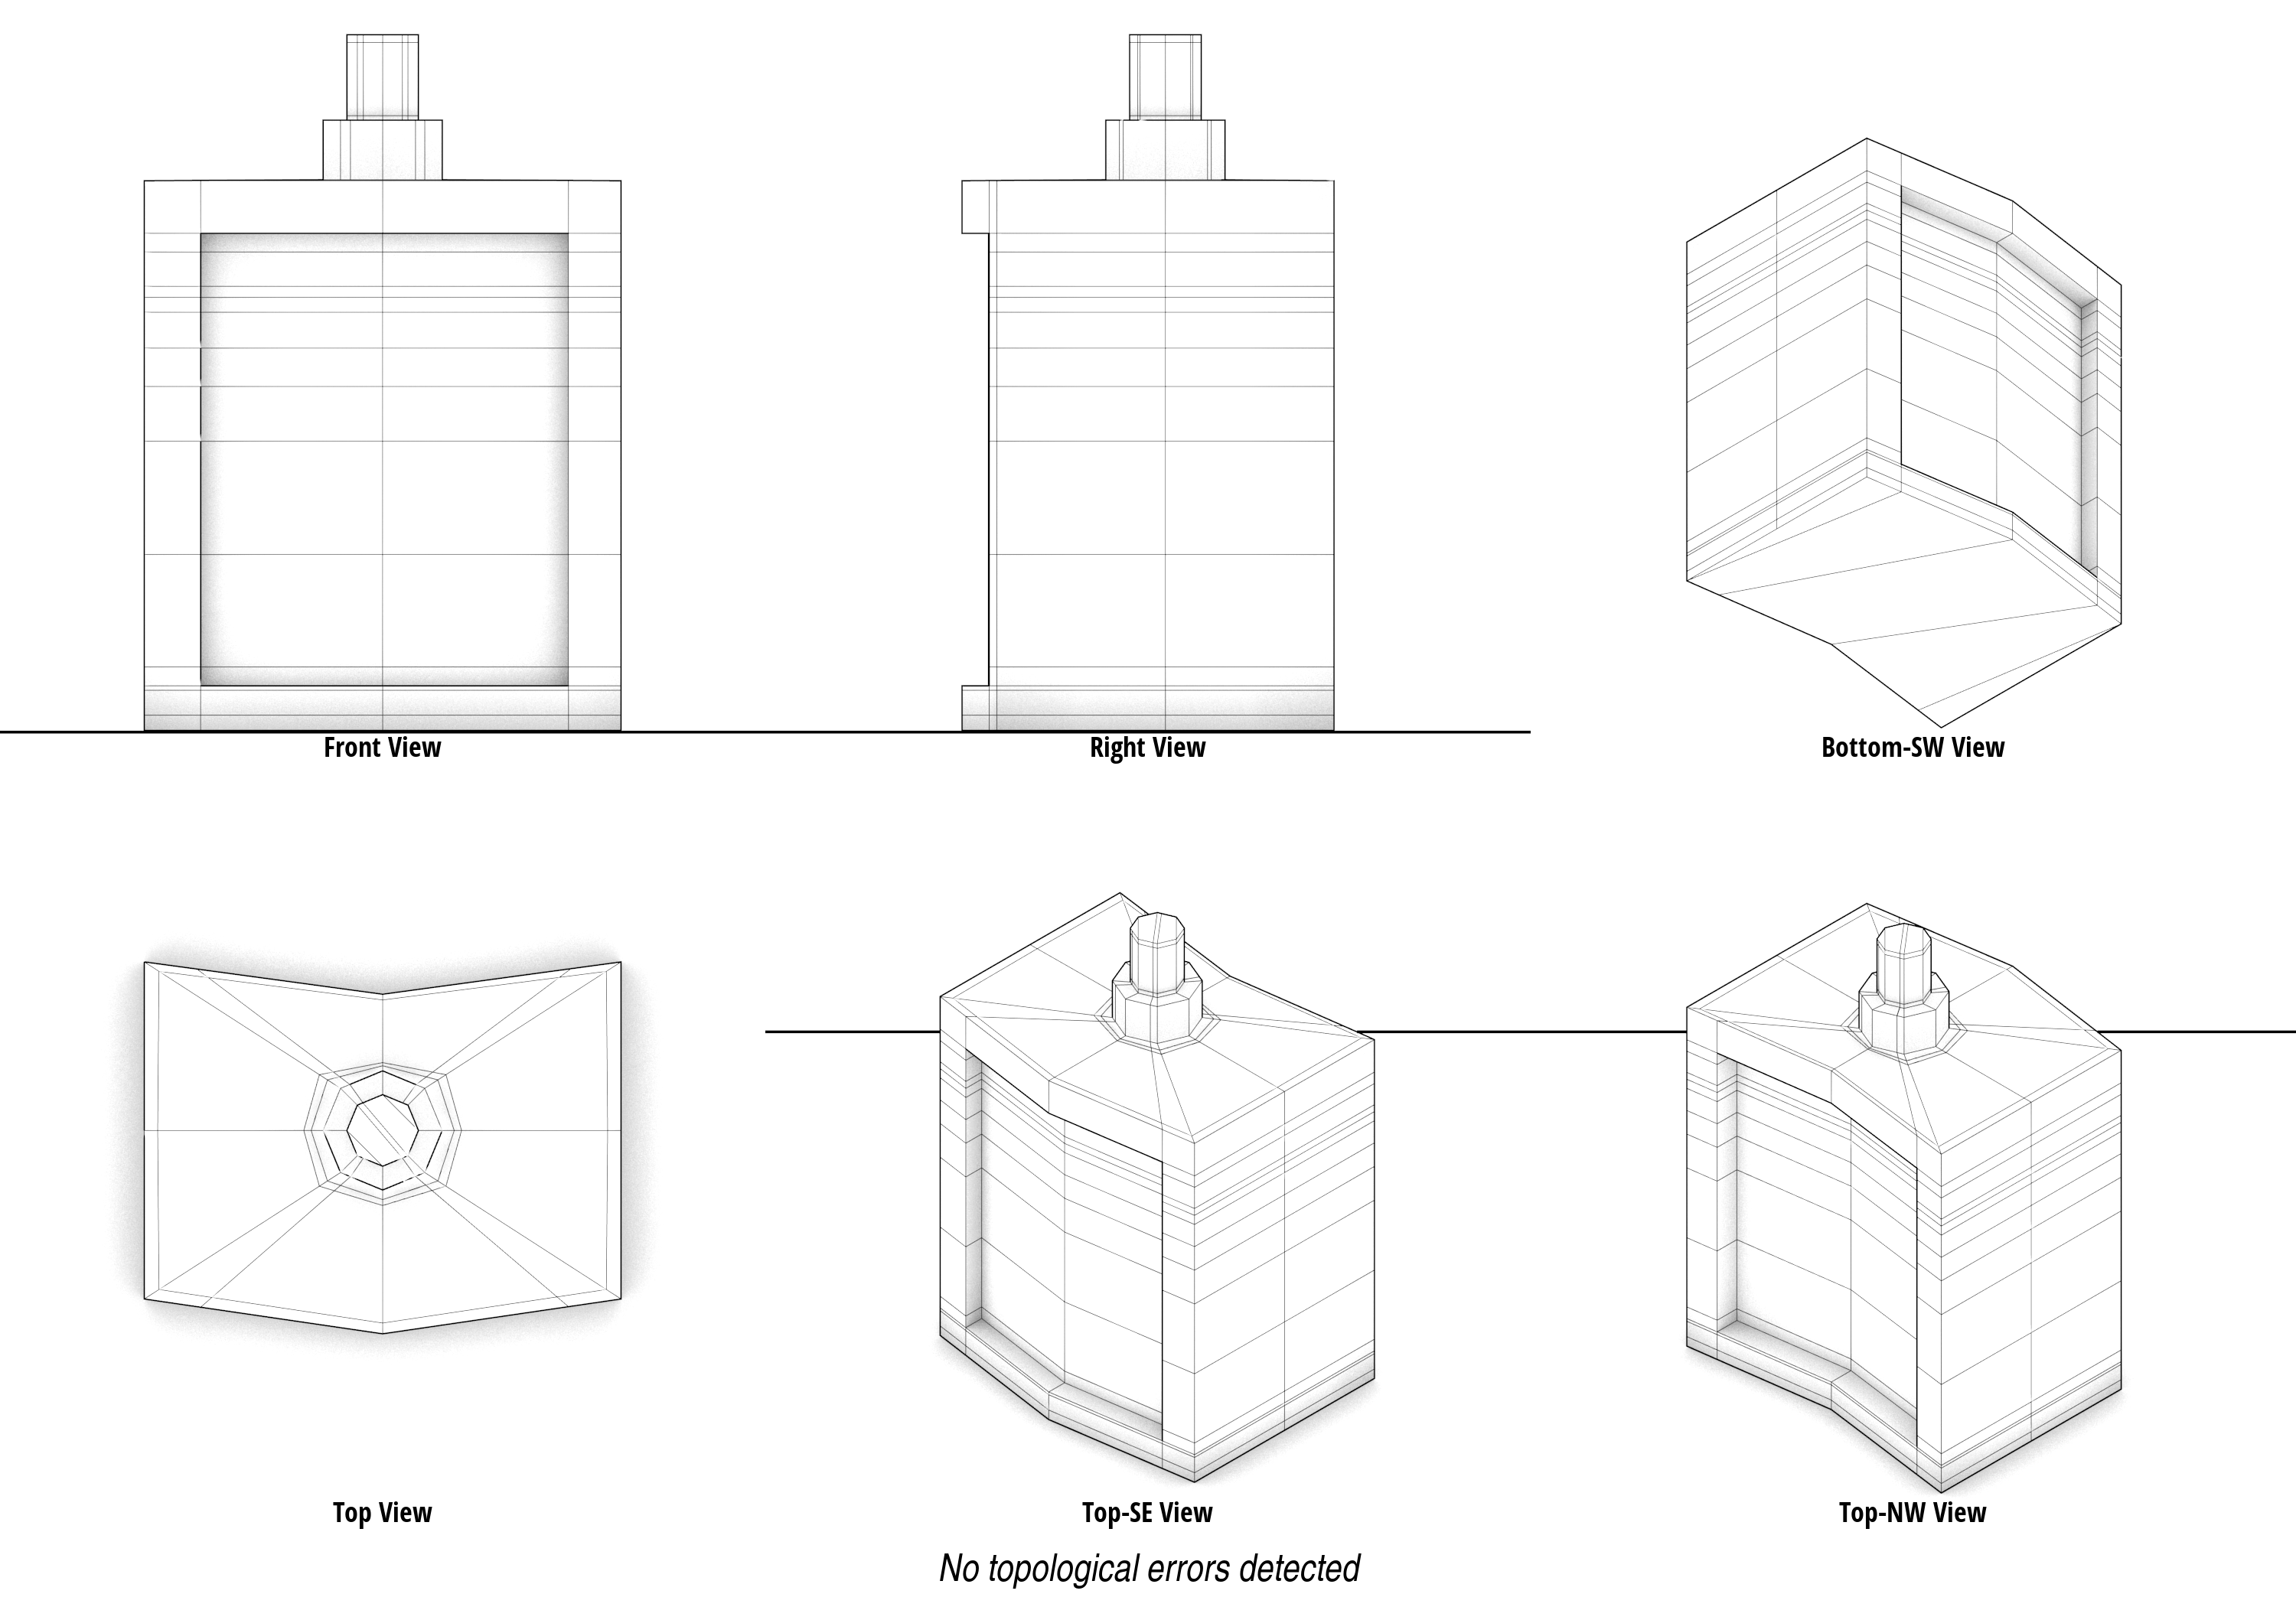 Front View
Right View
Bottom-SW View
Top View
Top-SE View
Top-NW View
No topological errors detected